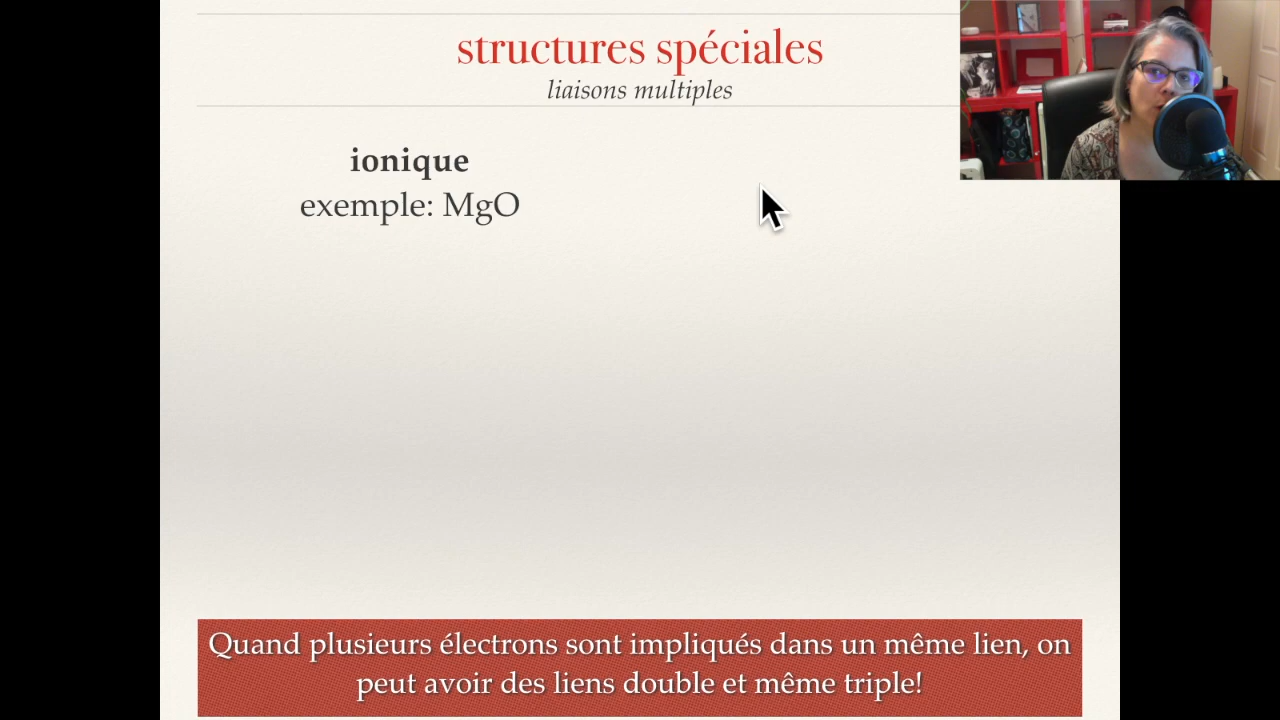 structures spéciales
liaisons multiples
ionique
exemple: MgO
Quand plusieurs électrons sont impliqués dans un même lien, on
peut avoir des liens double et même triple!